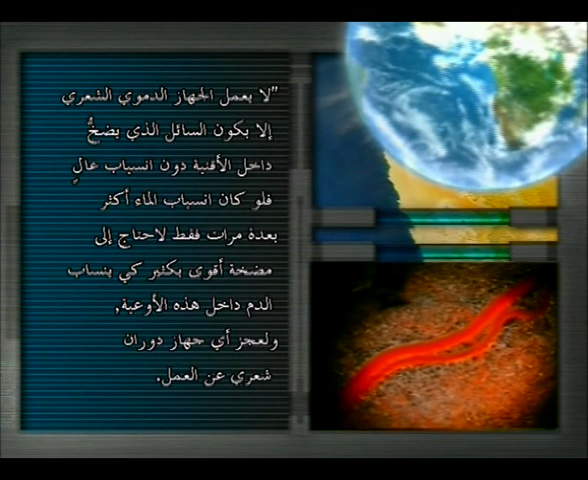 "لا يعمل الجهاز الدموي الشعري
إلا بكون السائل الذي يضخُّ
داخل الأقنية دون انسياب عالٍ
فلو كان انسياب الماء أكثر
بعدة مرات فقط لاحتاج إلى
مضخة أقوى بكثير كي ينساب
الدم داخل هذه الأوعية,
ولعجز أي جهاز دوران
شعري عن العمل.